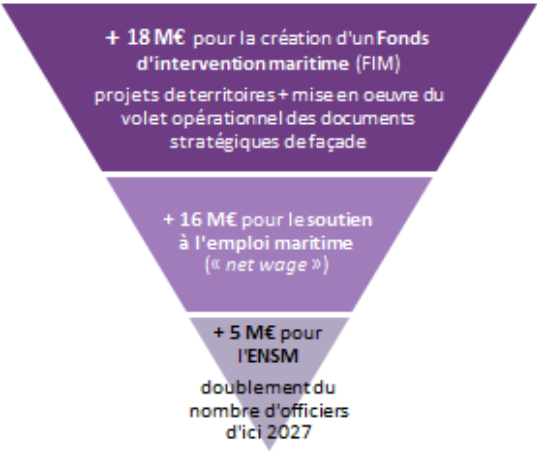 + 18 M€ pour la création d'un Fonds
d'intervention maritime (FIM)
projets de territoires + mise en oeuvre du
volet opérationnel des documents
stratégiques de façade
+ 16 M€ pour le soutien
à l'emploi maritime
(« net wage »)
+ 5 M€ pour
l'ENSM
doublement du
nombre d'officiers
d'ici 2027